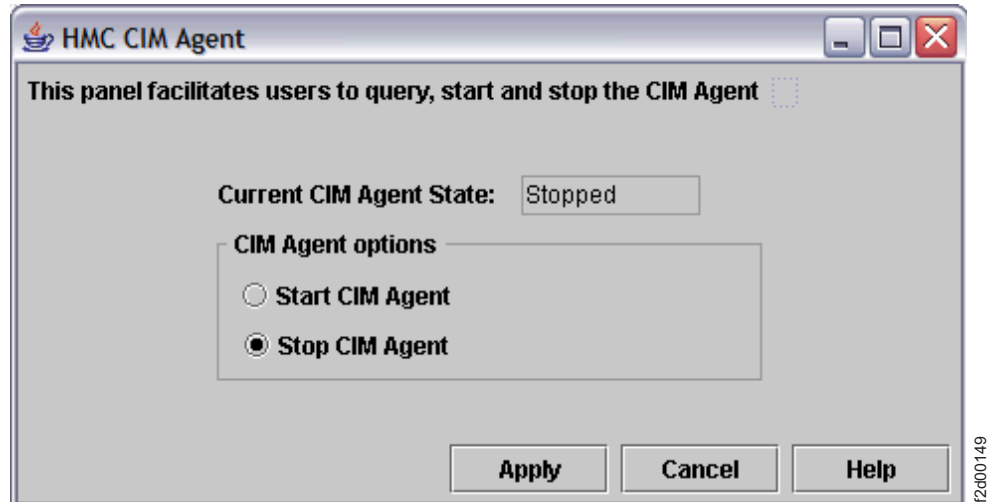 HMC CIM Agent
This panel facilitates users to query, start and stop the CIM Agent
Current CIM Agent State: Stopped
CIM Agent options
Start CIM Agent
Stop CIM Agent
Apply Cancel Help
f2d00149